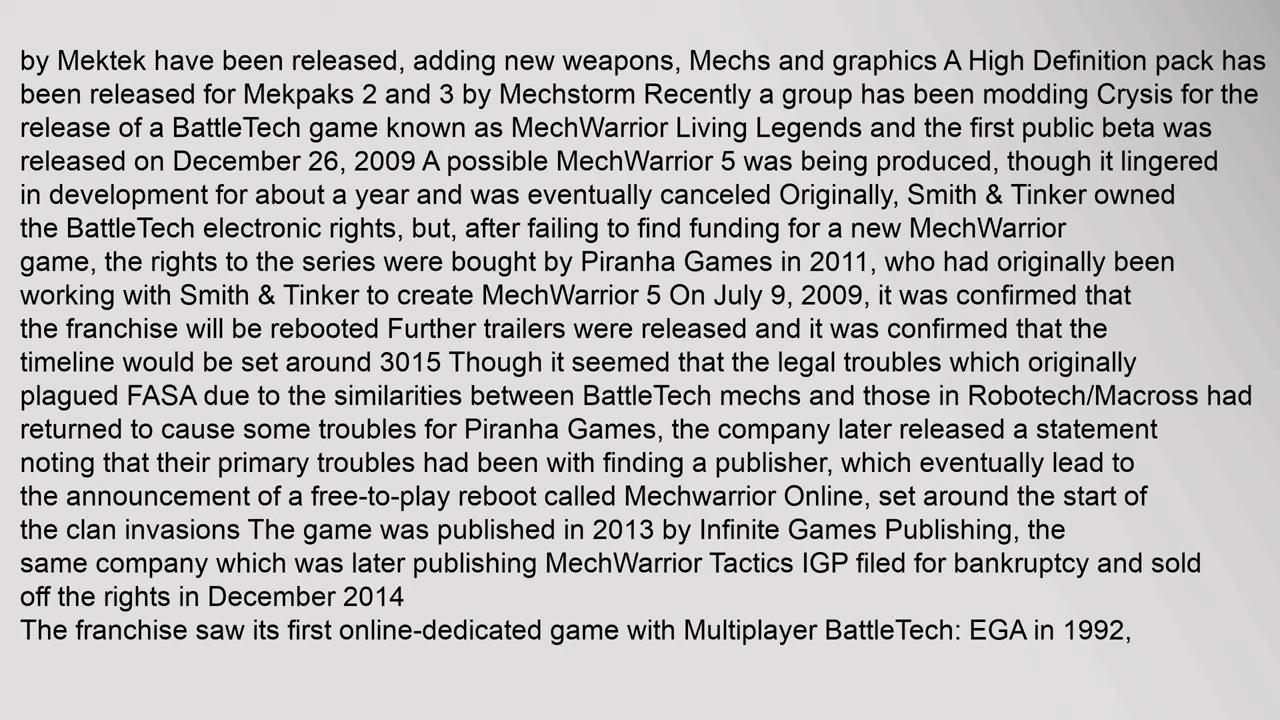 by Mektek have been released, adding new weapons, Mechs and graphics A High Definition pack has
been released for Mekpaks 2 and 3 by Mechstorm Recently a group has been modding Crysis for the
release of a BattleTech game known as MechWarrior Living Legends and the first public beta was
released on December 26, 2009 A possible MechWarrior 5 was being produced, though it lingered
in development for about a year and was eventually canceled Originally, Smith & Tinker owned
the BattleTech electronic rights, but, after failing to find funding for a new MechWarrior
game, the rights to the series were bought by Piranha Games in 2011, who had originally been
working with Smith & Tinker to create MechWarrior 5 On July 9, 2009, it was confirmed that
the franchise will be rebooted Further trailers were released and it was confirmed that the
timeline would be set around 3015 Though it seemed that the legal troubles which originally
plagued FASA due to the similarities between BattleTech mechs and those in Robotech/Macross had
returned to cause some troubles for Piranha Games, the company later released a statement
noting that their primary troubles had been with finding a publisher, which eventually lead to
the announcement of a free-to-play reboot called Mechwarrior Online, set around the start of
the clan invasions The game was published in 2013 by Infinite Games Publishing, the
same company which was later publishing MechWarrior Tactics IGP filed for bankruptcy and sold
off the rights in December 2014
The franchise saw its first online-dedicated game with Multiplayer BattleTech: EGA in 1992,